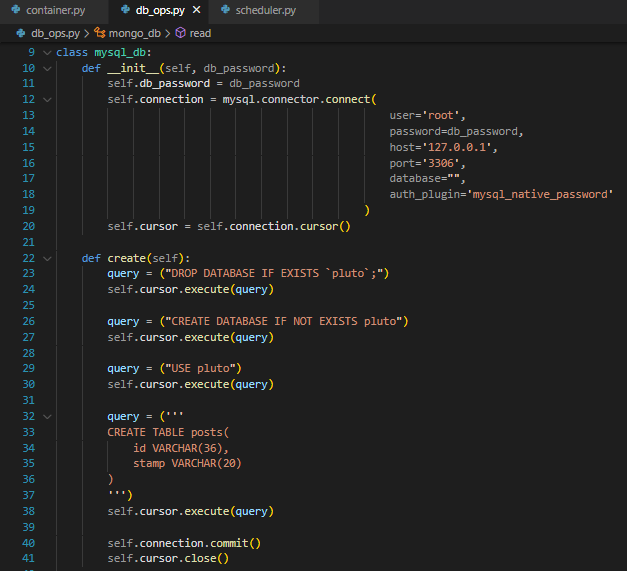 container.py db_ops.py scheduler.py
db_ops.py > mongo_db > read
9 class mysql_db:
10     def __init__(self, db_password):
11         self.db_password = db_password
12         self.connection = mysql.connector.connect(
13                                             user='root',
14                                             password=db_password,
15                                             host='127.0.0.1',
16                                             port='3306',
17                                             database="",
18                                             auth_plugin='mysql_native_password'
19                                         )
20         self.cursor = self.connection.cursor()
21
22     def create(self):
23         query = ("DROP DATABASE IF EXISTS `pluto`;")
24         self.cursor.execute(query)
25
26         query = ("CREATE DATABASE IF NOT EXISTS pluto")
27         self.cursor.execute(query)
28
29         query = ("USE pluto")
30         self.cursor.execute(query)
31
32         query = ('''
33         CREATE TABLE posts(
34             id VARCHAR(36),
35             stamp VARCHAR(20)
36         )
37         ''')
38         self.cursor.execute(query)
39
40         self.connection.commit()
41         self.cursor.close()